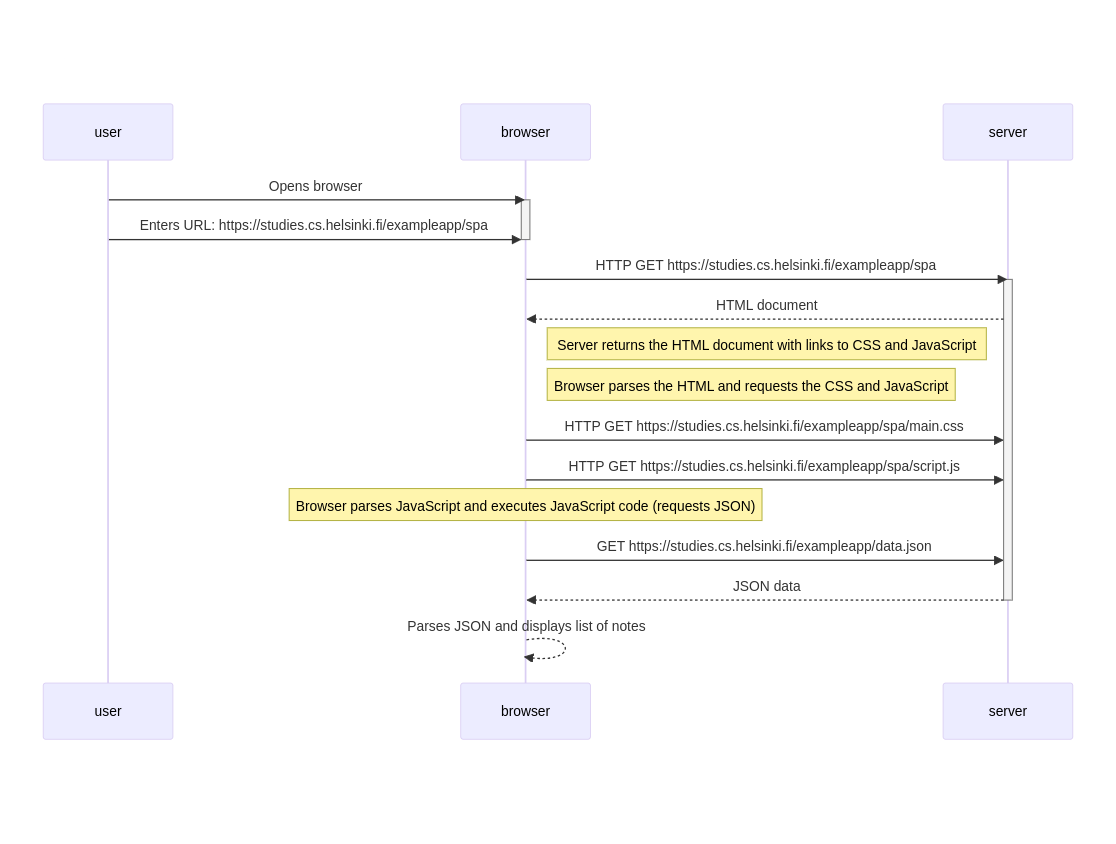 user
browser
server
Opens browser
Enters URL: https://studies.cs.helsinki.fi/exampleapp/spa
HTTP GET https://studies.cs.helsinki.fi/exampleapp/spa
HTML document
Server returns the HTML document with links to CSS and JavaScript
Browser parses the HTML and requests the CSS and JavaScript
HTTP GET https://studies.cs.helsinki.fi/exampleapp/spa/main.css
HTTP GET https://studies.cs.helsinki.fi/exampleapp/spa/script.js
Browser parses JavaScript and executes JavaScript code (requests JSON)
GET https://studies.cs.helsinki.fi/exampleapp/data.json
JSON data
Parses JSON and displays list of notes
user
browser
server